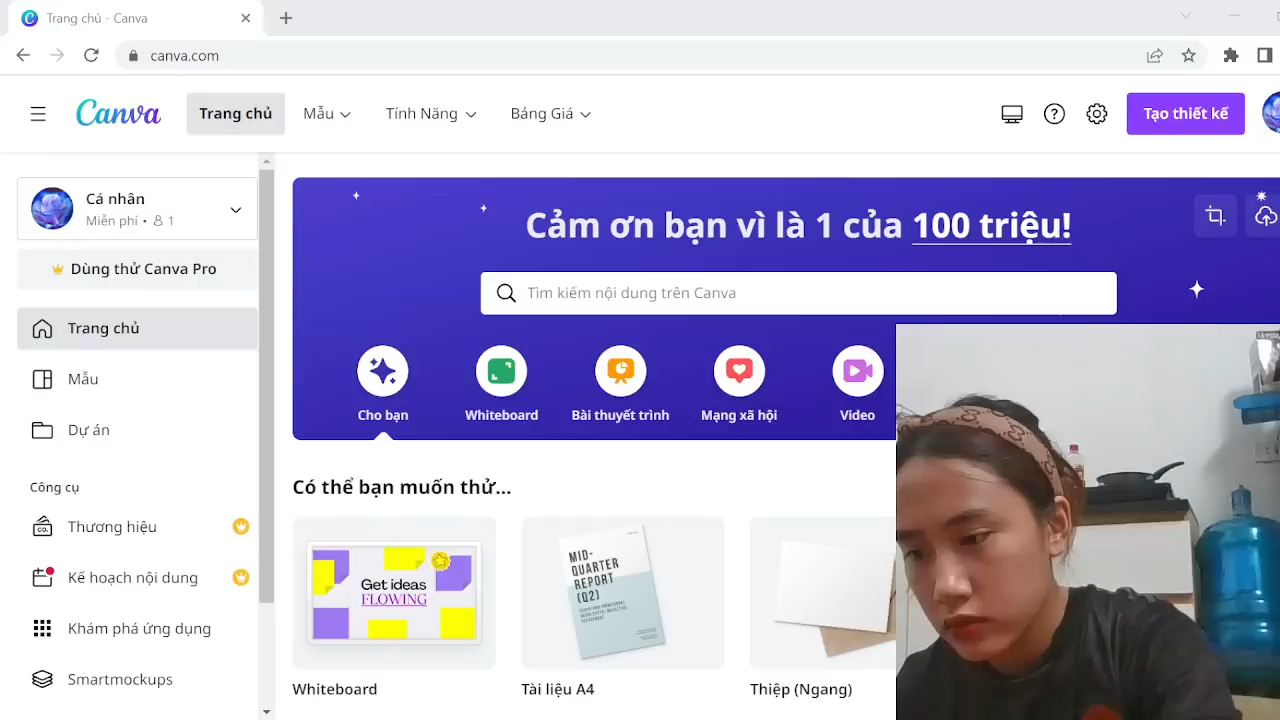 Trang chủ - Canva
canva.com
Canva
Trang chủ
Mẫu
Tính Năng
Bảng Giá
Tạo thiết kế
Cá nhân
Miễn phí • 1
Dùng thử Canva Pro
Trang chủ
Mẫu
Dự án
Công cụ
Thương hiệu
Kế hoạch nội dung
Khám phá ứng dụng
Smartmockups
Cảm ơn bạn vì là 1 của 100 triệu!
Tìm kiếm nội dung trên Canva
Cho bạn
Whiteboard
Bài thuyết trình
Mạng xã hội
Video
Có thể bạn muốn thử...
Get ideas
FLOWING
MID-
QUARTER
REPORT
(Q2)
Whiteboard
Tài liệu A4
Thiệp (Ngang)